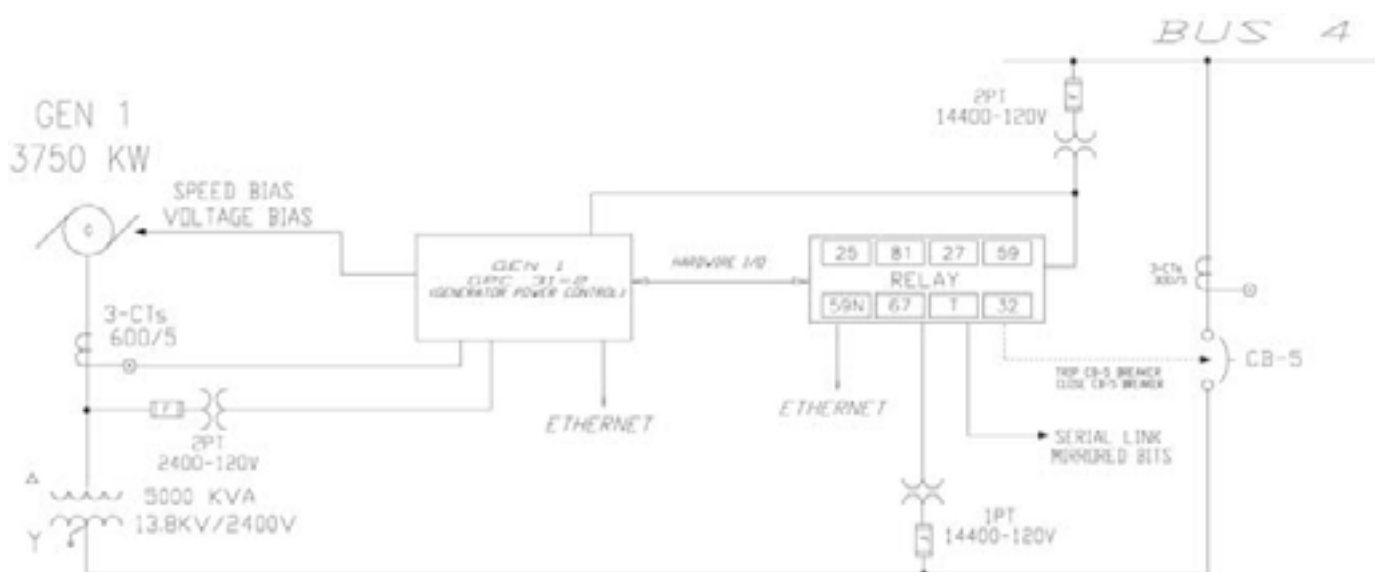 BUS 4
GEN 1
3750 KW
2PT
14400-120V
SPEED BIAS
VOLTAGE BIAS
GEN 1
GPC 31-2
(GENERATOR POWER CONTROL)
HARDWIRE I/O
25 81 27 59
RELAY
59N 67 T 32
3-CTs
300/5
3-CTs
600/5
CB-5
TRIP CB-5 BREAKER
CLOSE CB-5 BREAKER
ETHERNET
ETHERNET
2PT
2400-120V
SERIAL LINK
MIRRORED BITS
Δ
5000 KVA
13.8KV/2400V
Y
1PT
14400-120V